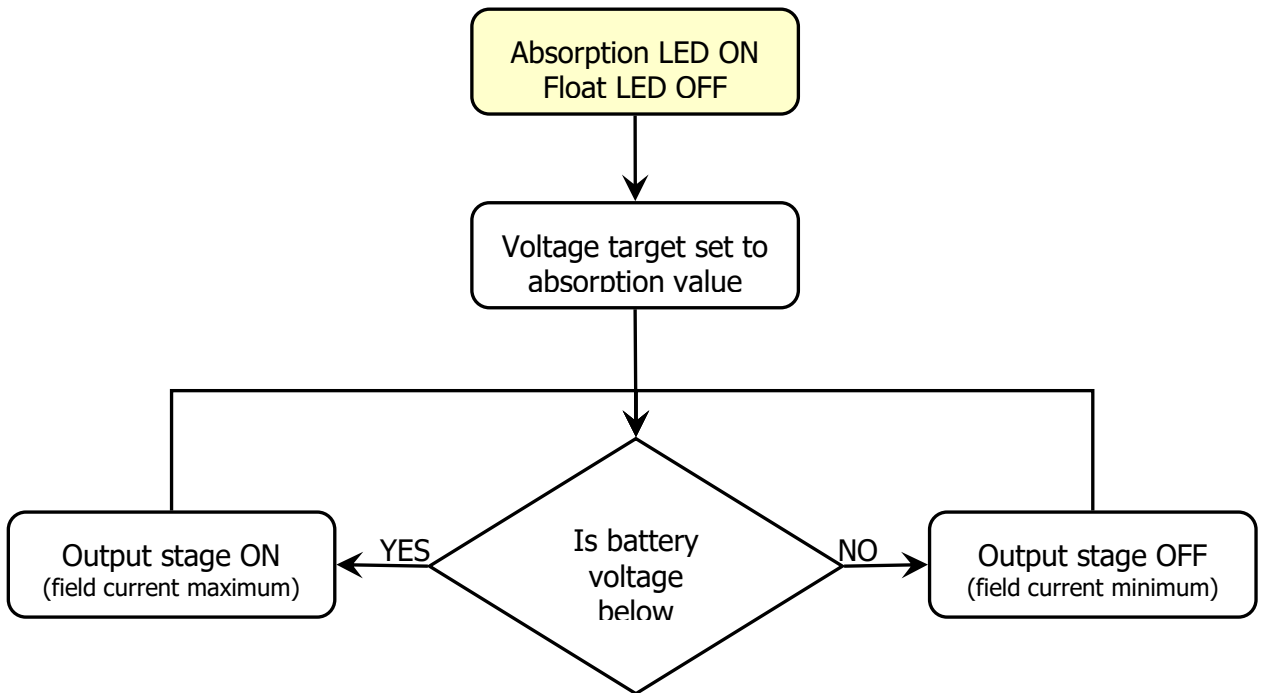 Absorption LED ON
Float LED OFF
Voltage target set to
absorption value
YES
Is battery
voltage
below
NO
Output stage ON
(field current maximum)
Output stage OFF
(field current minimum)